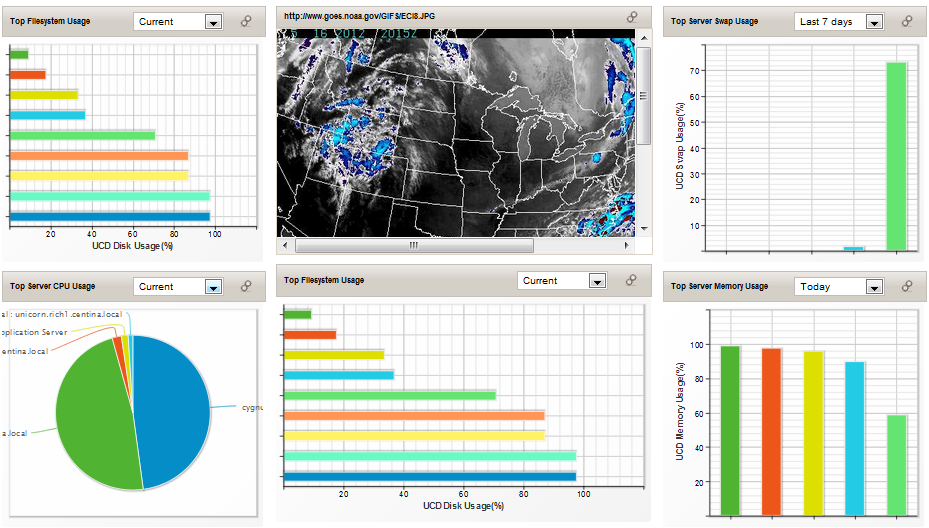 Top Filesystem Usage
Current
20 40 60 80 100
UCD Disk Usage(%)
http://www.goes.noaa.gov/GIFS/ECI8.JPG
16 2012 2015Z
Top Server Swap Usage
Last 7 days
70
60
50
40
30
20
10
UCD Swap Usage(%)
Top Server CPU Usage
Current
al : unicorn.rich1.centina.local
pplication Server
entina.local
a.local
cygnu
Top Filesystem Usage
Current
20 40 60 80 100
UCD Disk Usage(%)
Top Server Memory Usage
Today
100
80
60
40
20
UCD Memory Usage(%)